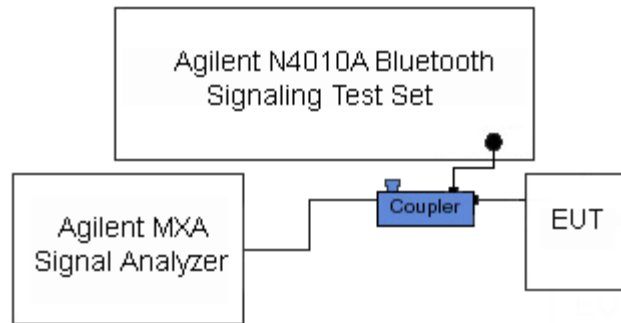 Agilent N4010A Bluetooth
Signaling Test Set
Agilent MXA
Signal Analyzer
Coupler
EUT